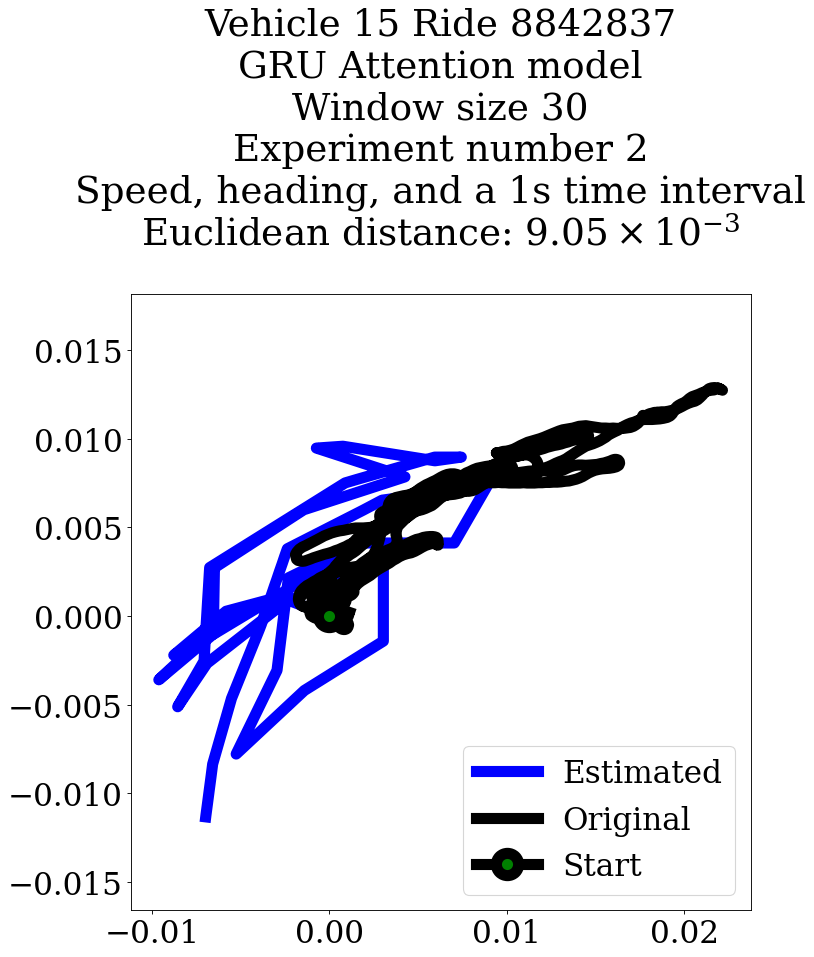 Vehicle 15 Ride 8842837
GRU Attention model
Window size 30
Experiment number 2
Speed, heading, and a 1s time interval
Euclidean distance: 9.05 × 10⁻³
0.015
0.010
0.005
0.000
−0.005
−0.010
−0.015
−0.01
0.00
0.01
0.02
Estimated
Original
Start